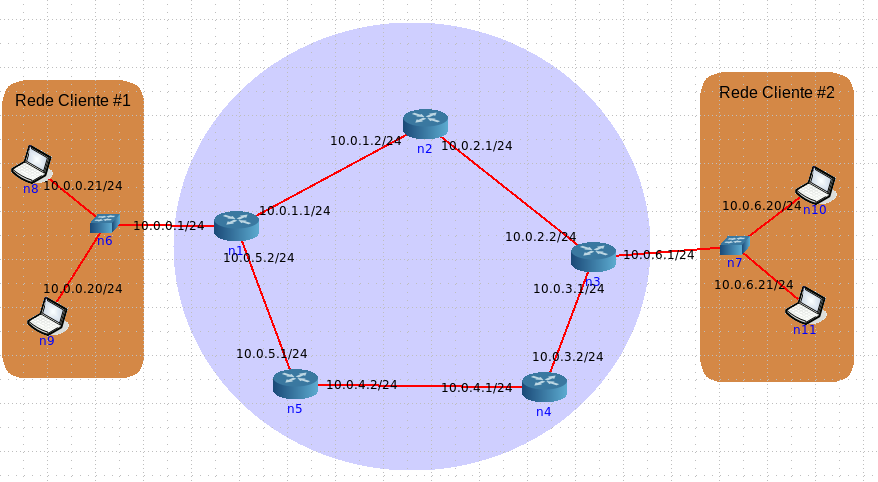 Rede Cliente #1
Rede Cliente #2
n2
10.0.1.2/24
10.0.2.1/24
n8
10.0.0.21/24
n6
10.0.0.1/24
n1
10.0.1.1/24
10.0.5.2/24
10.0.2.2/24
n3
10.0.6.1/24
10.0.3.1/24
n7
10.0.6.20/24
n10
10.0.6.21/24
n11
10.0.0.20/24
n9
10.0.5.1/24
n5
10.0.4.2/24
10.0.4.1/24
10.0.3.2/24
n4